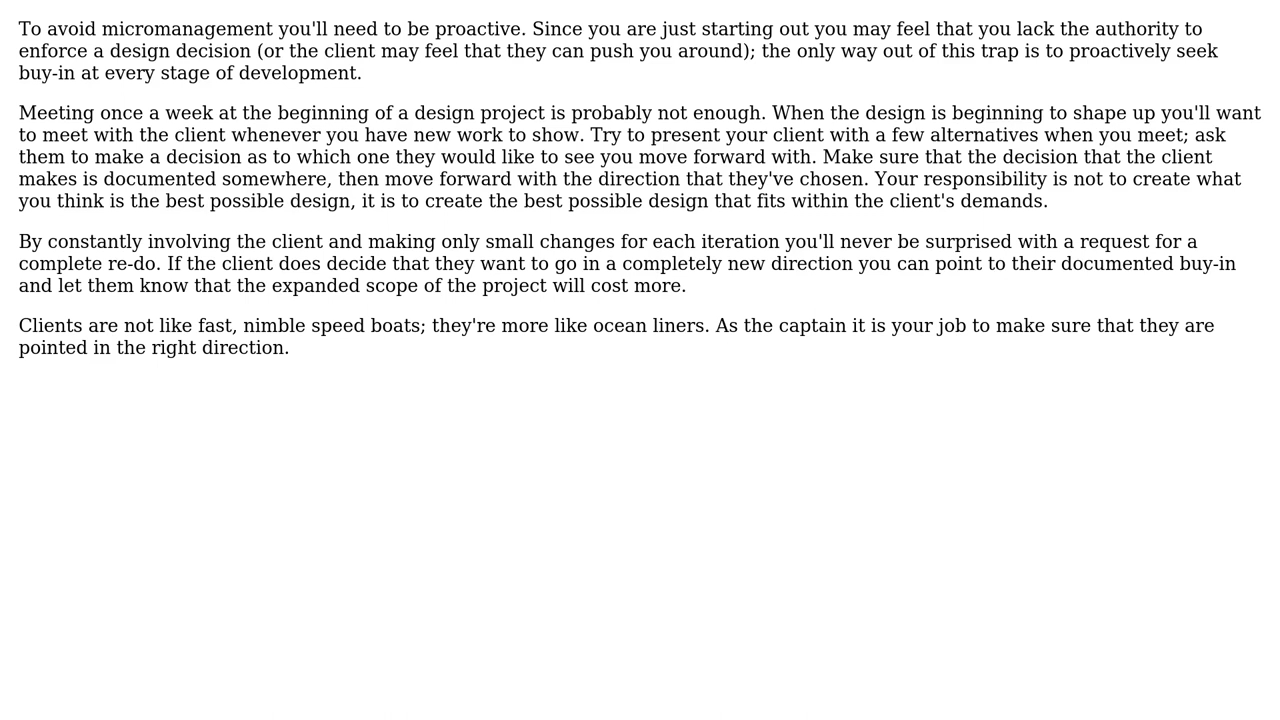 To avoid micromanagement you'll need to be proactive. Since you are just starting out you may feel that you lack the authority to
enforce a design decision (or the client may feel that they can push you around); the only way out of this trap is to proactively seek
buy-in at every stage of development.
Meeting once a week at the beginning of a design project is probably not enough. When the design is beginning to shape up you'll want
to meet with the client whenever you have new work to show. Try to present your client with a few alternatives when you meet; ask
them to make a decision as to which one they would like to see you move forward with. Make sure that the decision that the client
makes is documented somewhere, then move forward with the direction that they've chosen. Your responsibility is not to create what
you think is the best possible design, it is to create the best possible design that fits within the client's demands.
By constantly involving the client and making only small changes for each iteration you'll never be surprised with a request for a
complete re-do. If the client does decide that they want to go in a completely new direction you can point to their documented buy-in
and let them know that the expanded scope of the project will cost more.
Clients are not like fast, nimble speed boats; they're more like ocean liners. As the captain it is your job to make sure that they are
pointed in the right direction.